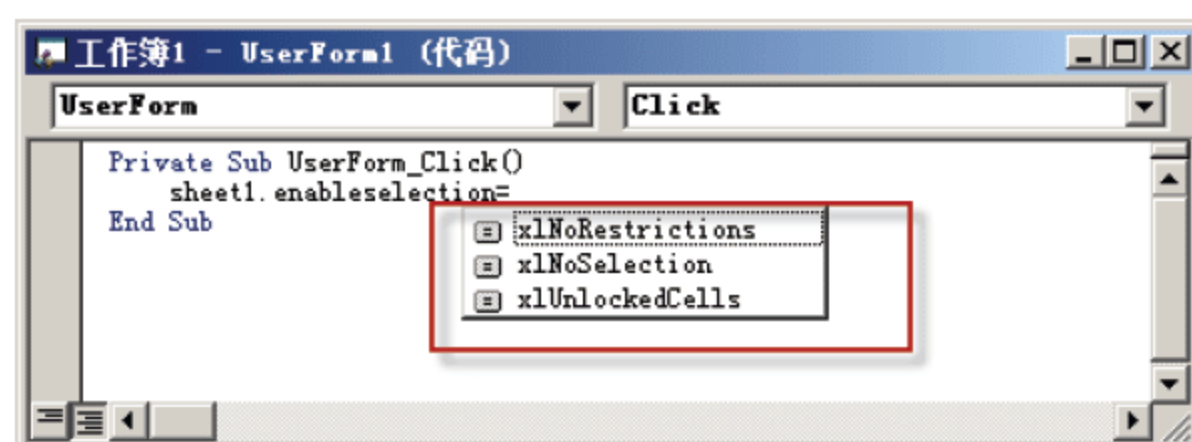 工作簿1 - UserForm1 (代码)
UserForm Click
Private Sub UserForm_Click()
sheet1.enableselection=
End Sub
xlNoRestrictions
xlNoSelection
xlUnlockedCells